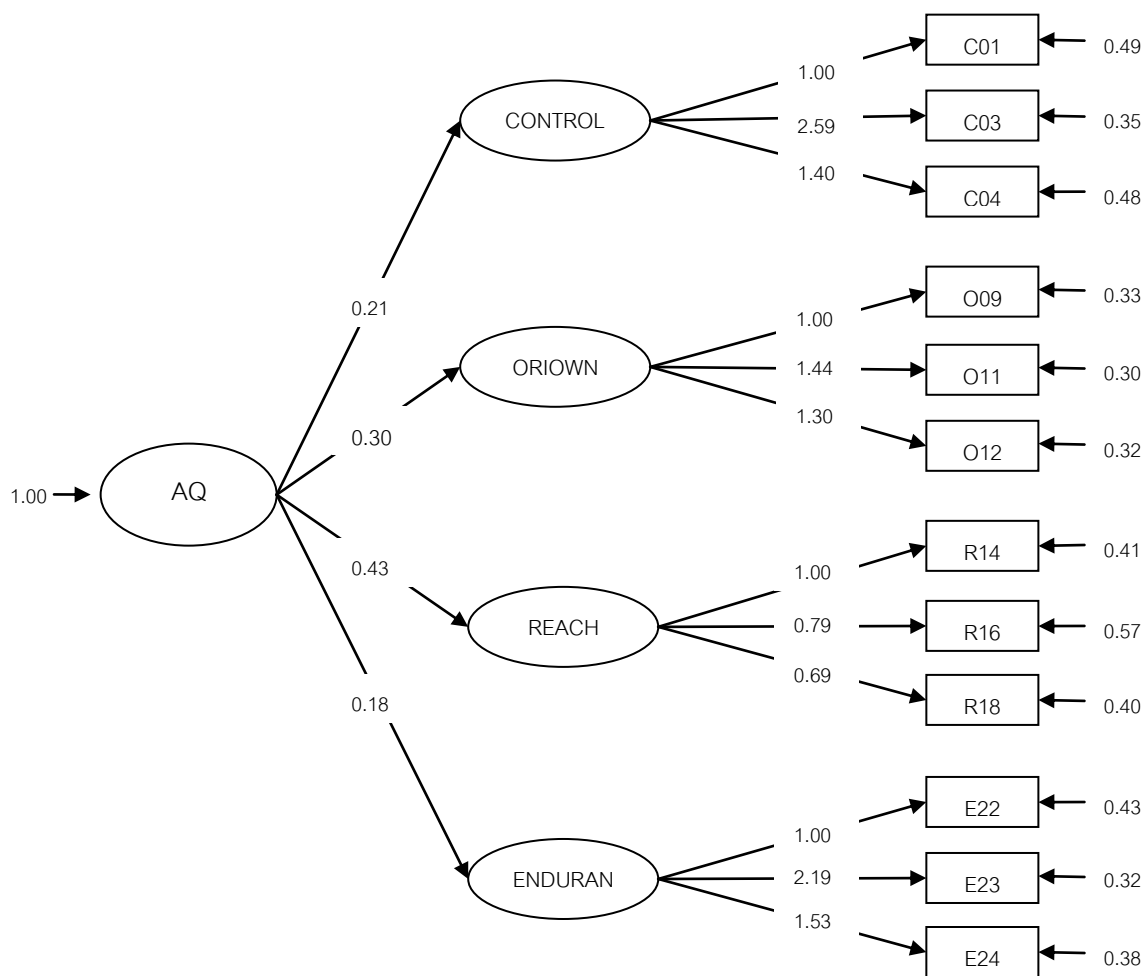 C01
0.49
1.00
CONTROL
2.59
C03
0.35
1.40
C04
0.48
0.21
O09
0.33
1.00
ORIOWN
1.44
O11
0.30
1.30
O12
0.32
0.30
1.00
AQ
R14
0.41
0.43
1.00
REACH
0.79
R16
0.57
0.69
R18
0.40
0.18
E22
0.43
1.00
ENDURAN
2.19
E23
0.32
1.53
E24
0.38